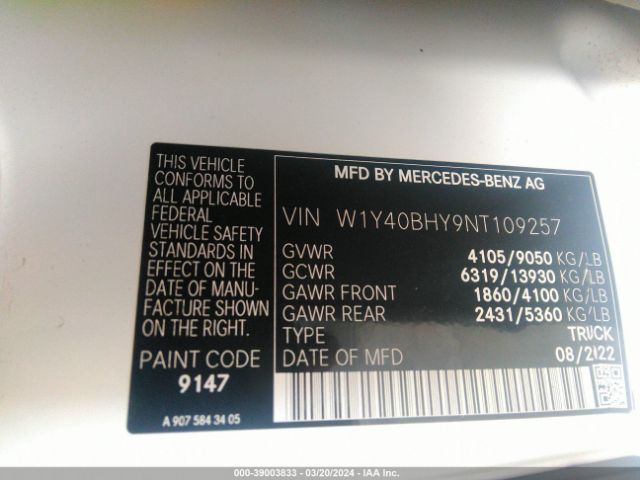 THIS VEHICLE
CONFORMS TO
ALL APPLICABLE
FEDERAL
VEHICLE SAFETY
STANDARDS IN
EFFECT ON THE
DATE OF MANU-
FACTURE SHOWN
ON THE RIGHT.
PAINT CODE
9147
A 907 584 34 05
MFD BY MERCEDES-BENZ AG
VIN W1Y40BHY9NT109257
GVWR 4105/9050 KG/LB
GCWR 6319/13930 KG/LB
GAWR FRONT 1860/4100 KG/LB
GAWR REAR 2431/5360 KG/LB
TYPE TRUCK
DATE OF MFD 08/2022
000-39003833 - 03/20/2024 - IAA Inc.